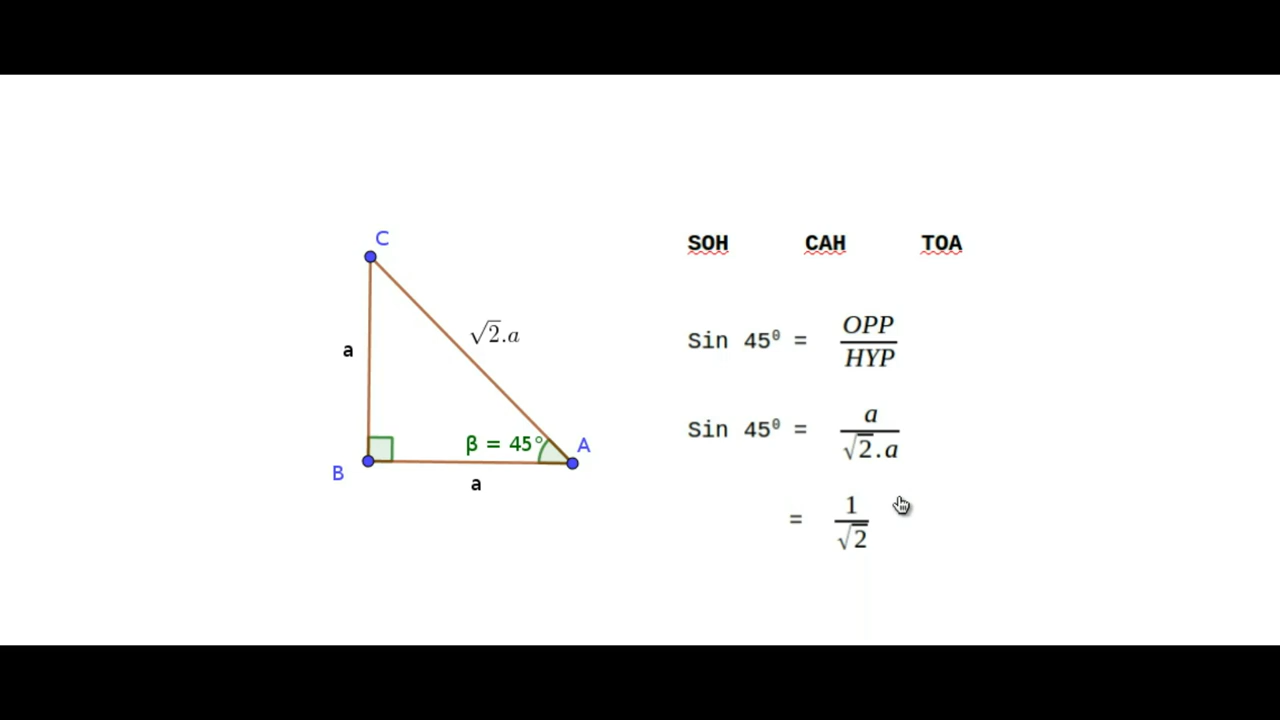 C
SOH CAH TOA
√2.a
a
Sin 45⁰ = OPP/HYP
Sin 45⁰ = a/√2.a
β = 45°
A
B
a
= 1/√2